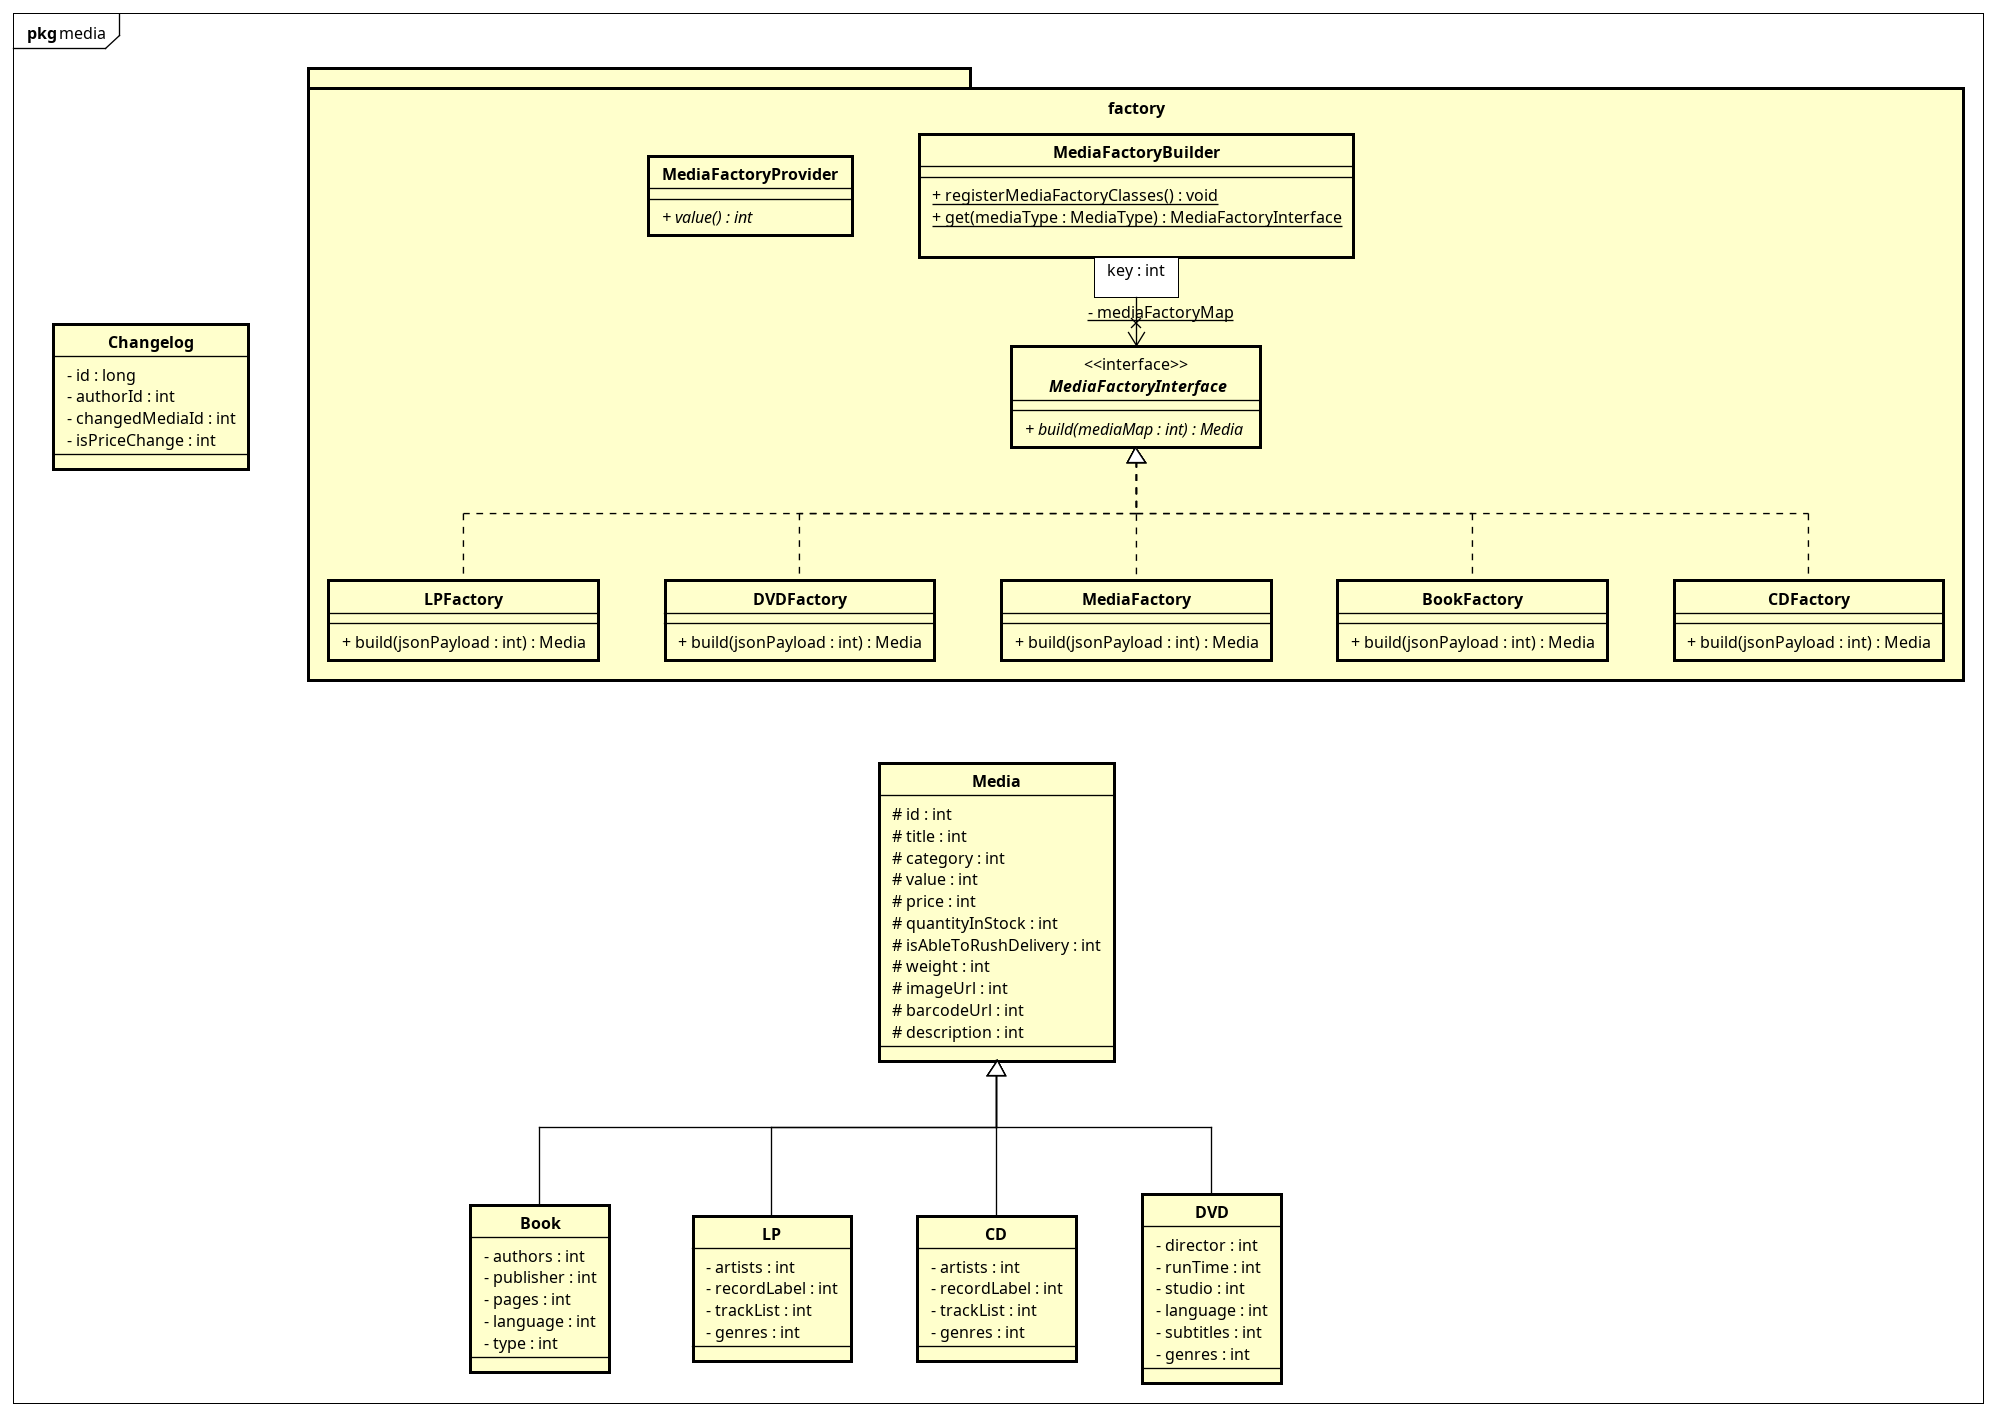 pkg media
factory
MediaFactoryProvider
+ value() : int
MediaFactoryBuilder
+ registerMediaFactoryClasses() : void
+ get(mediaType : MediaType) : MediaFactoryInterface
key : int
- mediaFactoryMap
<<interface>>
MediaFactoryInterface
+ build(mediaMap : int) : Media
Changelog
- id : long
- authorId : int
- changedMediaId : int
- isPriceChange : int
LPFactory
+ build(jsonPayload : int) : Media
DVDFactory
+ build(jsonPayload : int) : Media
MediaFactory
+ build(jsonPayload : int) : Media
BookFactory
+ build(jsonPayload : int) : Media
CDFactory
+ build(jsonPayload : int) : Media
Media
# id : int
# title : int
# category : int
# value : int
# price : int
# quantityInStock : int
# isAbleToRushDelivery : int
# weight : int
# imageUrl : int
# barcodeUrl : int
# description : int
Book
- authors : int
- publisher : int
- pages : int
- language : int
- type : int
LP
- artists : int
- recordLabel : int
- trackList : int
- genres : int
CD
- artists : int
- recordLabel : int
- trackList : int
- genres : int
DVD
- director : int
- runTime : int
- studio : int
- language : int
- subtitles : int
- genres : int